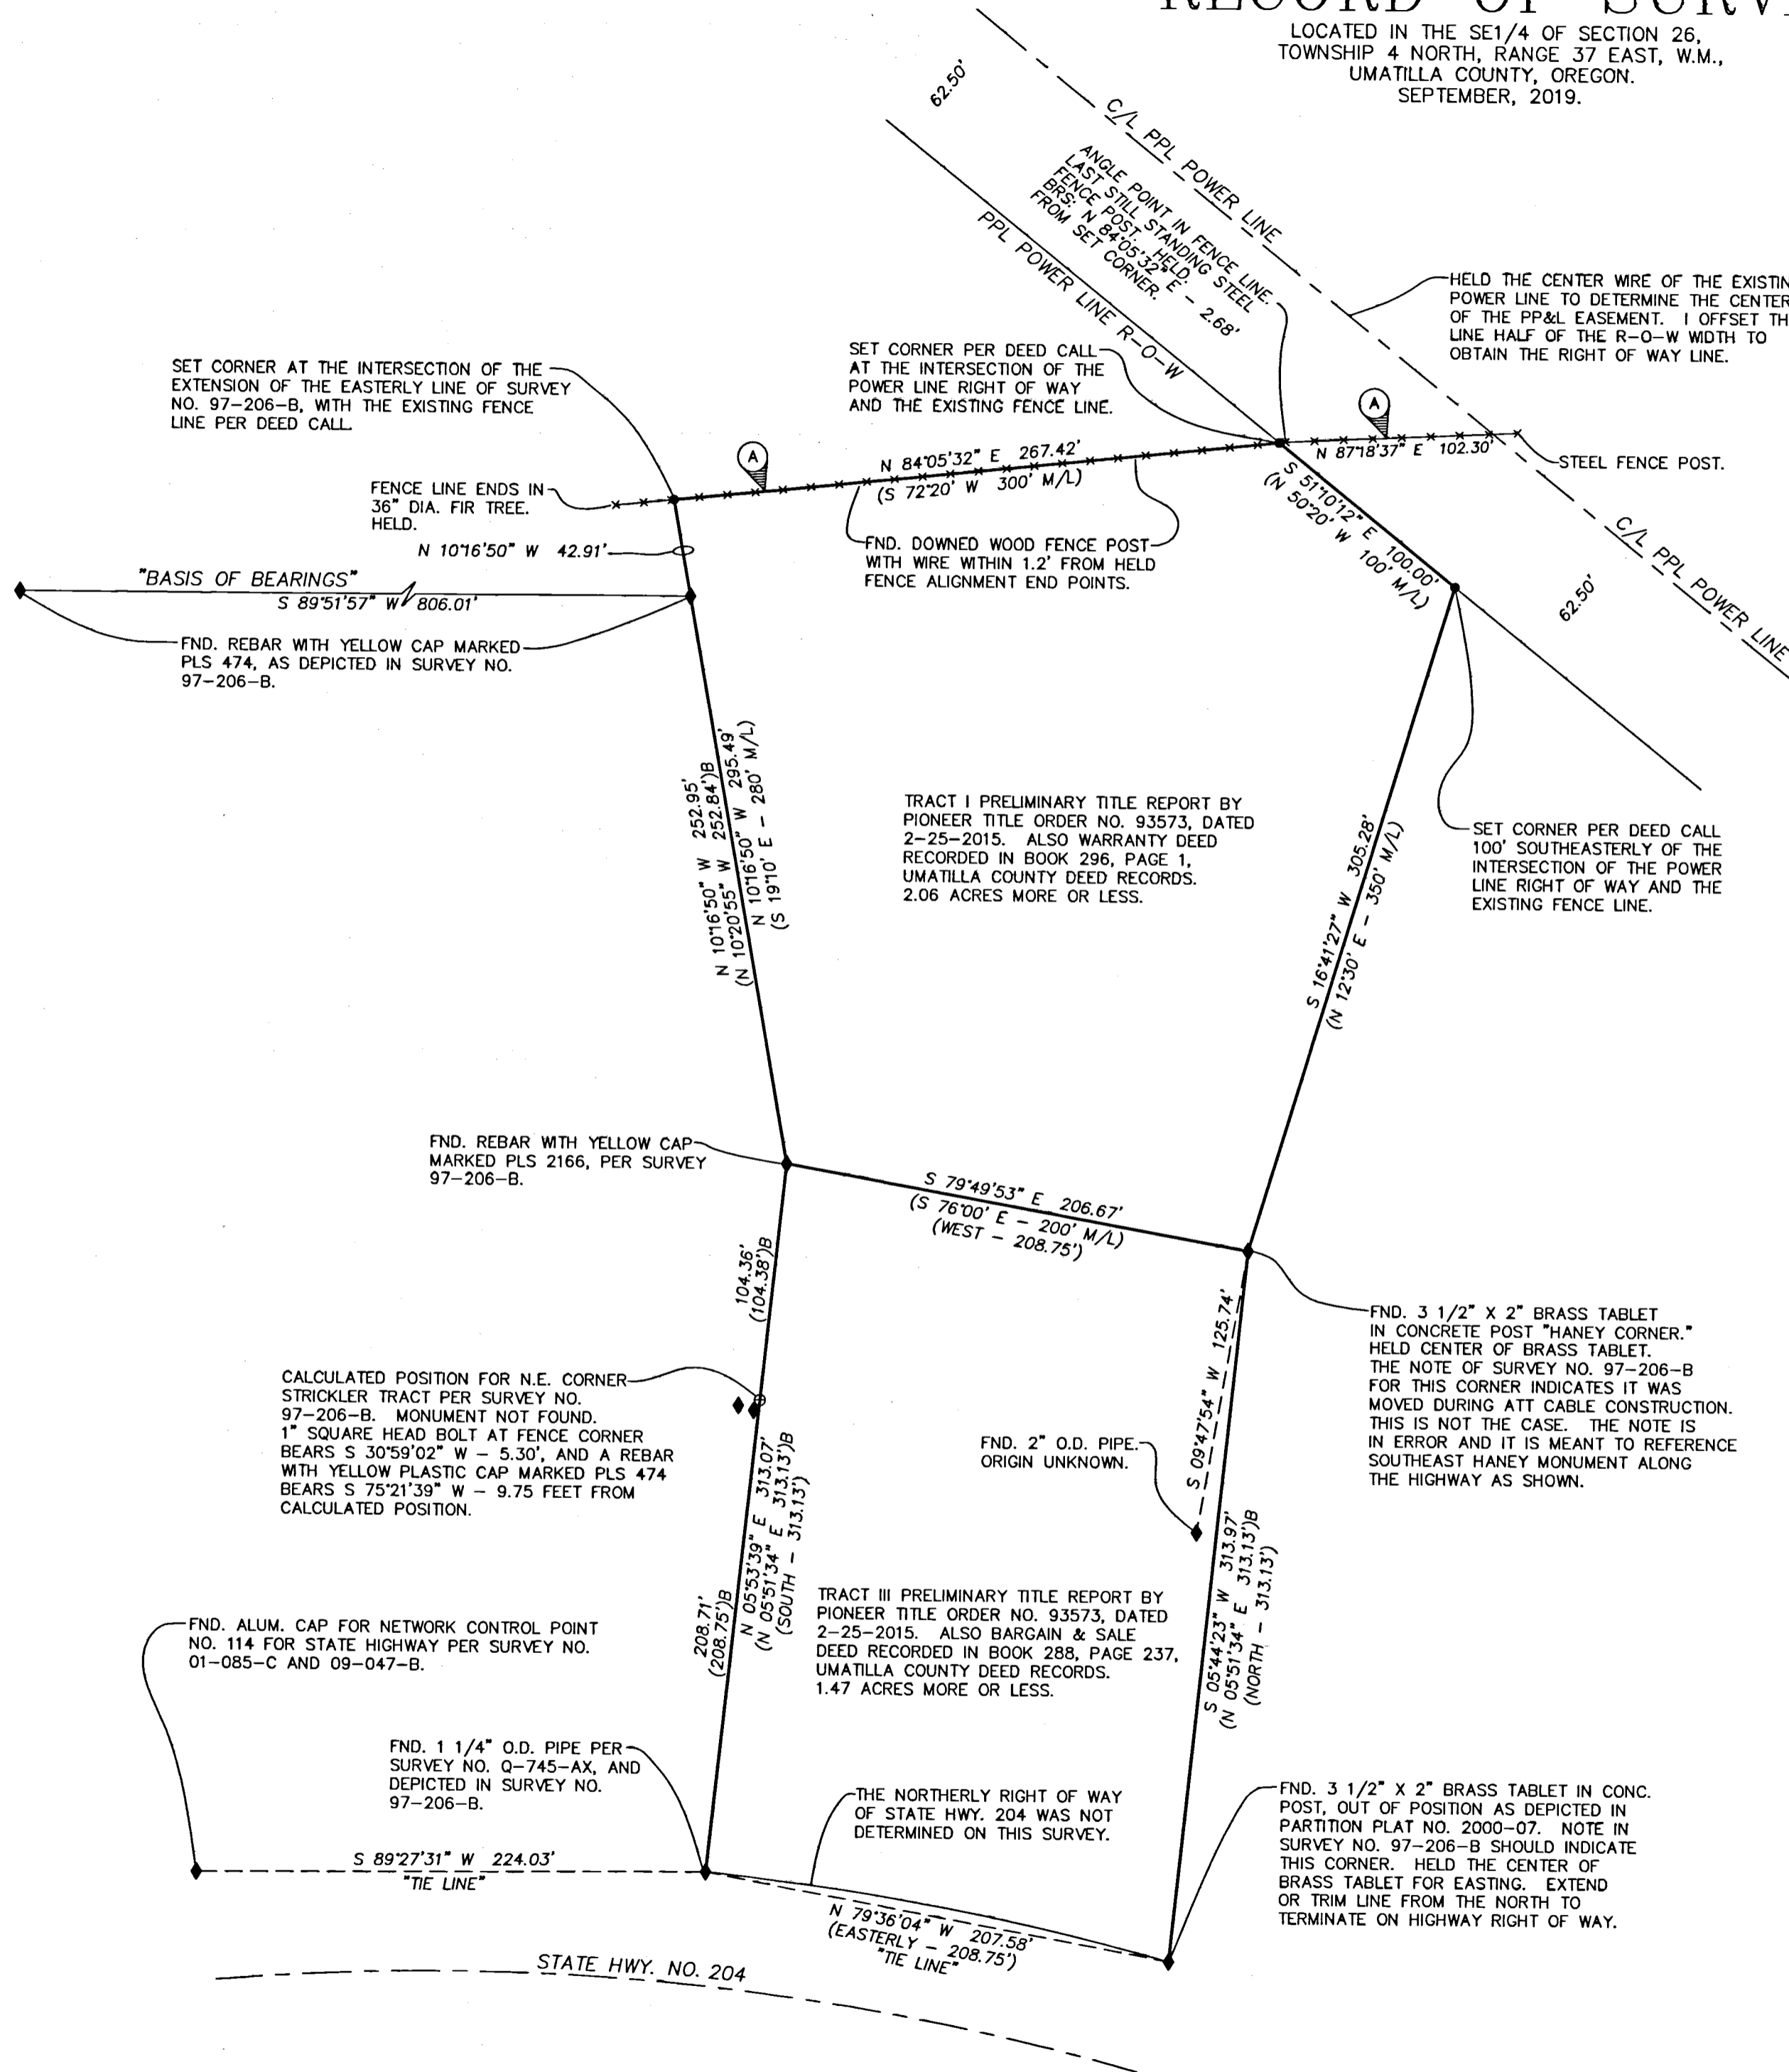 RECORD OF SURV
LOCATED IN THE SE1/4 OF SECTION 26,
TOWNSHIP 4 NORTH, RANGE 37 EAST, W.M.,
UMATILLA COUNTY, OREGON.
SEPTEMBER, 2019.
62.50'
C/L PPL POWER LINE
ANGLE POINT IN FENCE LINE.
LAST STILL STANDING STEEL
FENCE POST. HELD.
BRS: N 84°05'32" E - 2.68'
FROM SET CORNER.
PPL POWER LINE R-O-W
HELD THE CENTER WIRE OF THE EXISTIN
POWER LINE TO DETERMINE THE CENTER
OF THE PP&L EASEMENT. I OFFSET TH
LINE HALF OF THE R-O-W WIDTH TO
OBTAIN THE RIGHT OF WAY LINE.
SET CORNER AT THE INTERSECTION OF THE
EXTENSION OF THE EASTERLY LINE OF SURVEY
NO. 97-206-B, WITH THE EXISTING FENCE
LINE PER DEED CALL.
SET CORNER PER DEED CALL
AT THE INTERSECTION OF THE
POWER LINE RIGHT OF WAY
AND THE EXISTING FENCE LINE.
A
A
N 84°05'32" E 267.42'
(S 72°20' W 300' M/L)
N 87°18'37" E 102.30'
STEEL FENCE POST.
S 51°10'12" E 100.00'
(N 50°20' W 100' M/L)
FENCE LINE ENDS IN
36" DIA. FIR TREE.
HELD.
N 10°16'50" W 42.91'
FND. DOWNED WOOD FENCE POST
WITH WIRE WITHIN 1.2' FROM HELD
FENCE ALIGNMENT END POINTS.
C/L PPL POWER LINE
62.50'
"BASIS OF BEARINGS"
S 89°51'57" W 806.01'
FND. REBAR WITH YELLOW CAP MARKED
PLS 474, AS DEPICTED IN SURVEY NO.
97-206-B.
N 10°16'50" W 252.95'
(N 10°20'55" W 252.84')B
N 10°16'50" W 295.49'
(S 19°10' E - 280' M/L)
TRACT I PRELIMINARY TITLE REPORT BY
PIONEER TITLE ORDER NO. 93573, DATED
2-25-2015. ALSO WARRANTY DEED
RECORDED IN BOOK 296, PAGE 1,
UMATILLA COUNTY DEED RECORDS.
2.06 ACRES MORE OR LESS.
S 16°41'27" W 305.28'
(N 12°30' E - 350' M/L)
SET CORNER PER DEED CALL
100' SOUTHEASTERLY OF THE
INTERSECTION OF THE POWER
LINE RIGHT OF WAY AND THE
EXISTING FENCE LINE.
FND. REBAR WITH YELLOW CAP
MARKED PLS 2166, PER SURVEY
97-206-B.
S 79°49'53" E 206.67'
(S 76°00' E - 200' M/L)
(WEST - 208.75')
104.36'
(104.38')B
FND. 3 1/2" X 2" BRASS TABLET
IN CONCRETE POST "HANEY CORNER."
HELD CENTER OF BRASS TABLET.
THE NOTE OF SURVEY NO. 97-206-B
FOR THIS CORNER INDICATES IT WAS
MOVED DURING ATT CABLE CONSTRUCTION.
THIS IS NOT THE CASE. THE NOTE IS
IN ERROR AND IT IS MEANT TO REFERENCE
SOUTHEAST HANEY MONUMENT ALONG
THE HIGHWAY AS SHOWN.
CALCULATED POSITION FOR N.E. CORNER
STRICKLER TRACT PER SURVEY NO.
97-206-B. MONUMENT NOT FOUND.
1" SQUARE HEAD BOLT AT FENCE CORNER
BEARS S 30°59'02" W - 5.30', AND A REBAR
WITH YELLOW PLASTIC CAP MARKED PLS 474
BEARS S 75°21'39" W - 9.75 FEET FROM
CALCULATED POSITION.
S 09°47'54" W 125.74'
FND. 2" O.D. PIPE.
ORIGIN UNKNOWN.
208.71'
(208.75')B
N 05°53'39" E 313.07'
(N 05°51'34" E 313.13')B
(SOUTH - 313.13')
S 05°44'23" W 313.97'
(N 05°51'34" E 313.13')B
(NORTH - 313.13')
TRACT III PRELIMINARY TITLE REPORT BY
PIONEER TITLE ORDER NO. 93573, DATED
2-25-2015. ALSO BARGAIN & SALE
DEED RECORDED IN BOOK 288, PAGE 237,
UMATILLA COUNTY DEED RECORDS.
1.47 ACRES MORE OR LESS.
FND. ALUM. CAP FOR NETWORK CONTROL POINT
NO. 114 FOR STATE HIGHWAY PER SURVEY NO.
01-085-C AND 09-047-B.
FND. 1 1/4" O.D. PIPE PER
SURVEY NO. Q-745-AX, AND
DEPICTED IN SURVEY NO.
97-206-B.
THE NORTHERLY RIGHT OF WAY
OF STATE HWY. 204 WAS NOT
DETERMINED ON THIS SURVEY.
FND. 3 1/2" X 2" BRASS TABLET IN CONC.
POST, OUT OF POSITION AS DEPICTED IN
PARTITION PLAT NO. 2000-07. NOTE IN
SURVEY NO. 97-206-B SHOULD INDICATE
THIS CORNER. HELD THE CENTER OF
BRASS TABLET FOR EASTING. EXTEND
OR TRIM LINE FROM THE NORTH TO
TERMINATE ON HIGHWAY RIGHT OF WAY.
S 89°27'31" W 224.03'
"TIE LINE"
N 79°36'04" W 207.58'
(EASTERLY - 208.75')
"TIE LINE"
STATE HWY. NO. 204